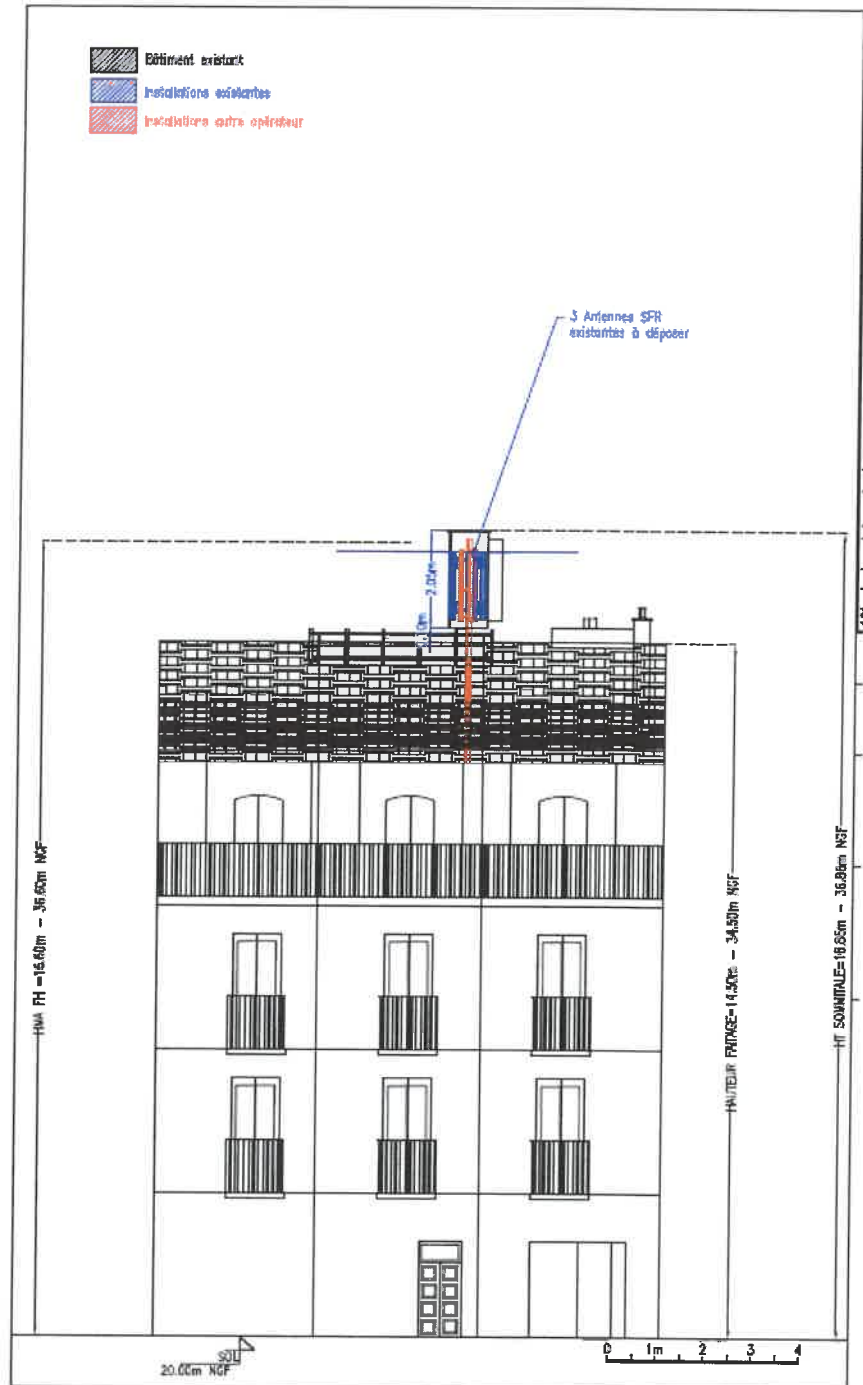 Bâtiment existant
Installations existantes
Installations autre opérateur
3 Antennes SFR
existantes à déposer
2.05m
HMA FH =16.60m - 36.60m NGF
HAUTEUR FAITAGE=14.50m - 34.50m NGF
HT SOMMITALE=16.85m - 36.85m NGF
SOL
20.00m NGF
0 1m 2 3 4